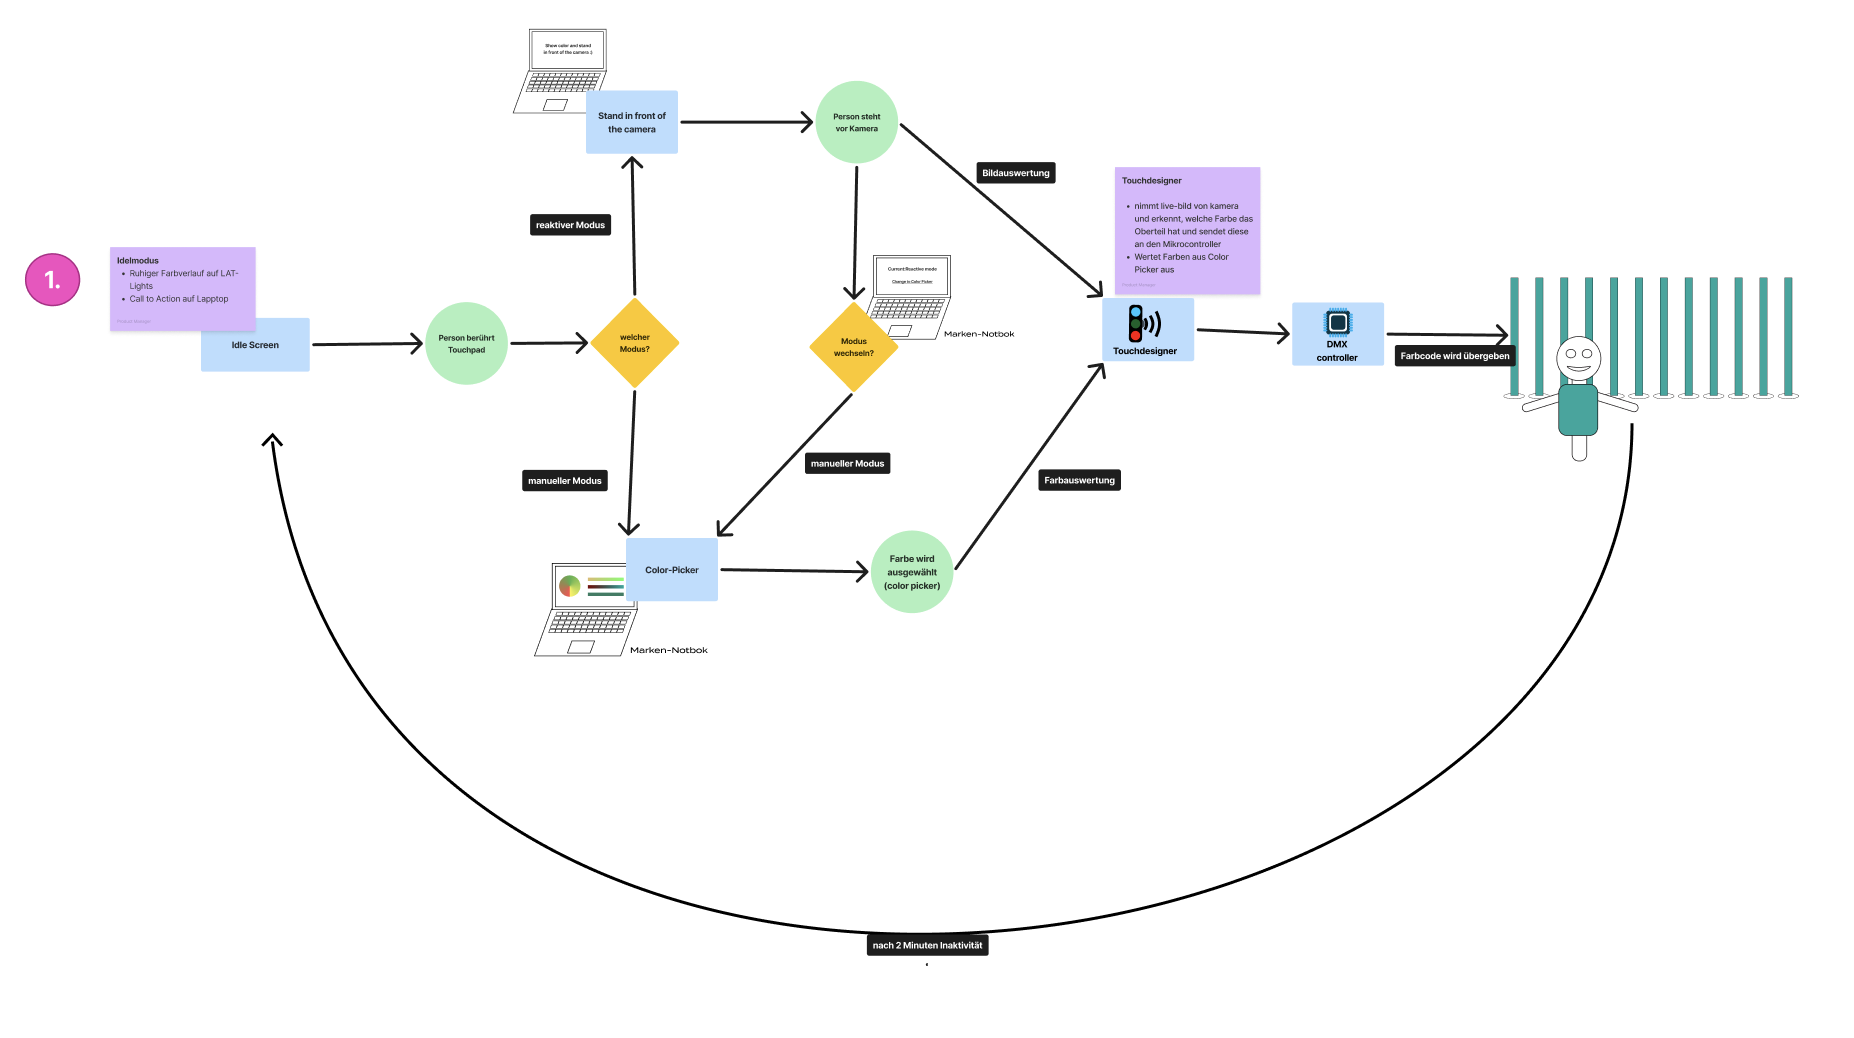 Show color and stand
in front of the camera :)
Stand in front of
the camera
Person steht
vor Kamera
Bildauswertung
Touchdesigner
• nimmt live-bild von kamera
und erkennt, welche Farbe das
Oberteil hat und sendet diese
an den Mikrocontroller
• Wertet Farben aus Color
Picker aus
Product Manager
reaktiver Modus
1.
Idelmodus
• Ruhiger Farbverlauf auf LAT-
Lights
• Call to Action auf Lapptop
Product Manager
Idle Screen
Person berührt
Touchpad
welcher
Modus?
Current:Reactive mode
Change to Color Picker
Marken-Notbok
Modus
wechseln?
Touchdesigner
DMX
controller
Farbcode wird übergeben
manueller Modus
manueller Modus
Farbauswertung
Color-Picker
Marken-Notbok
Farbe wird
ausgewählt
(color picker)
nach 2 Minuten Inaktivität